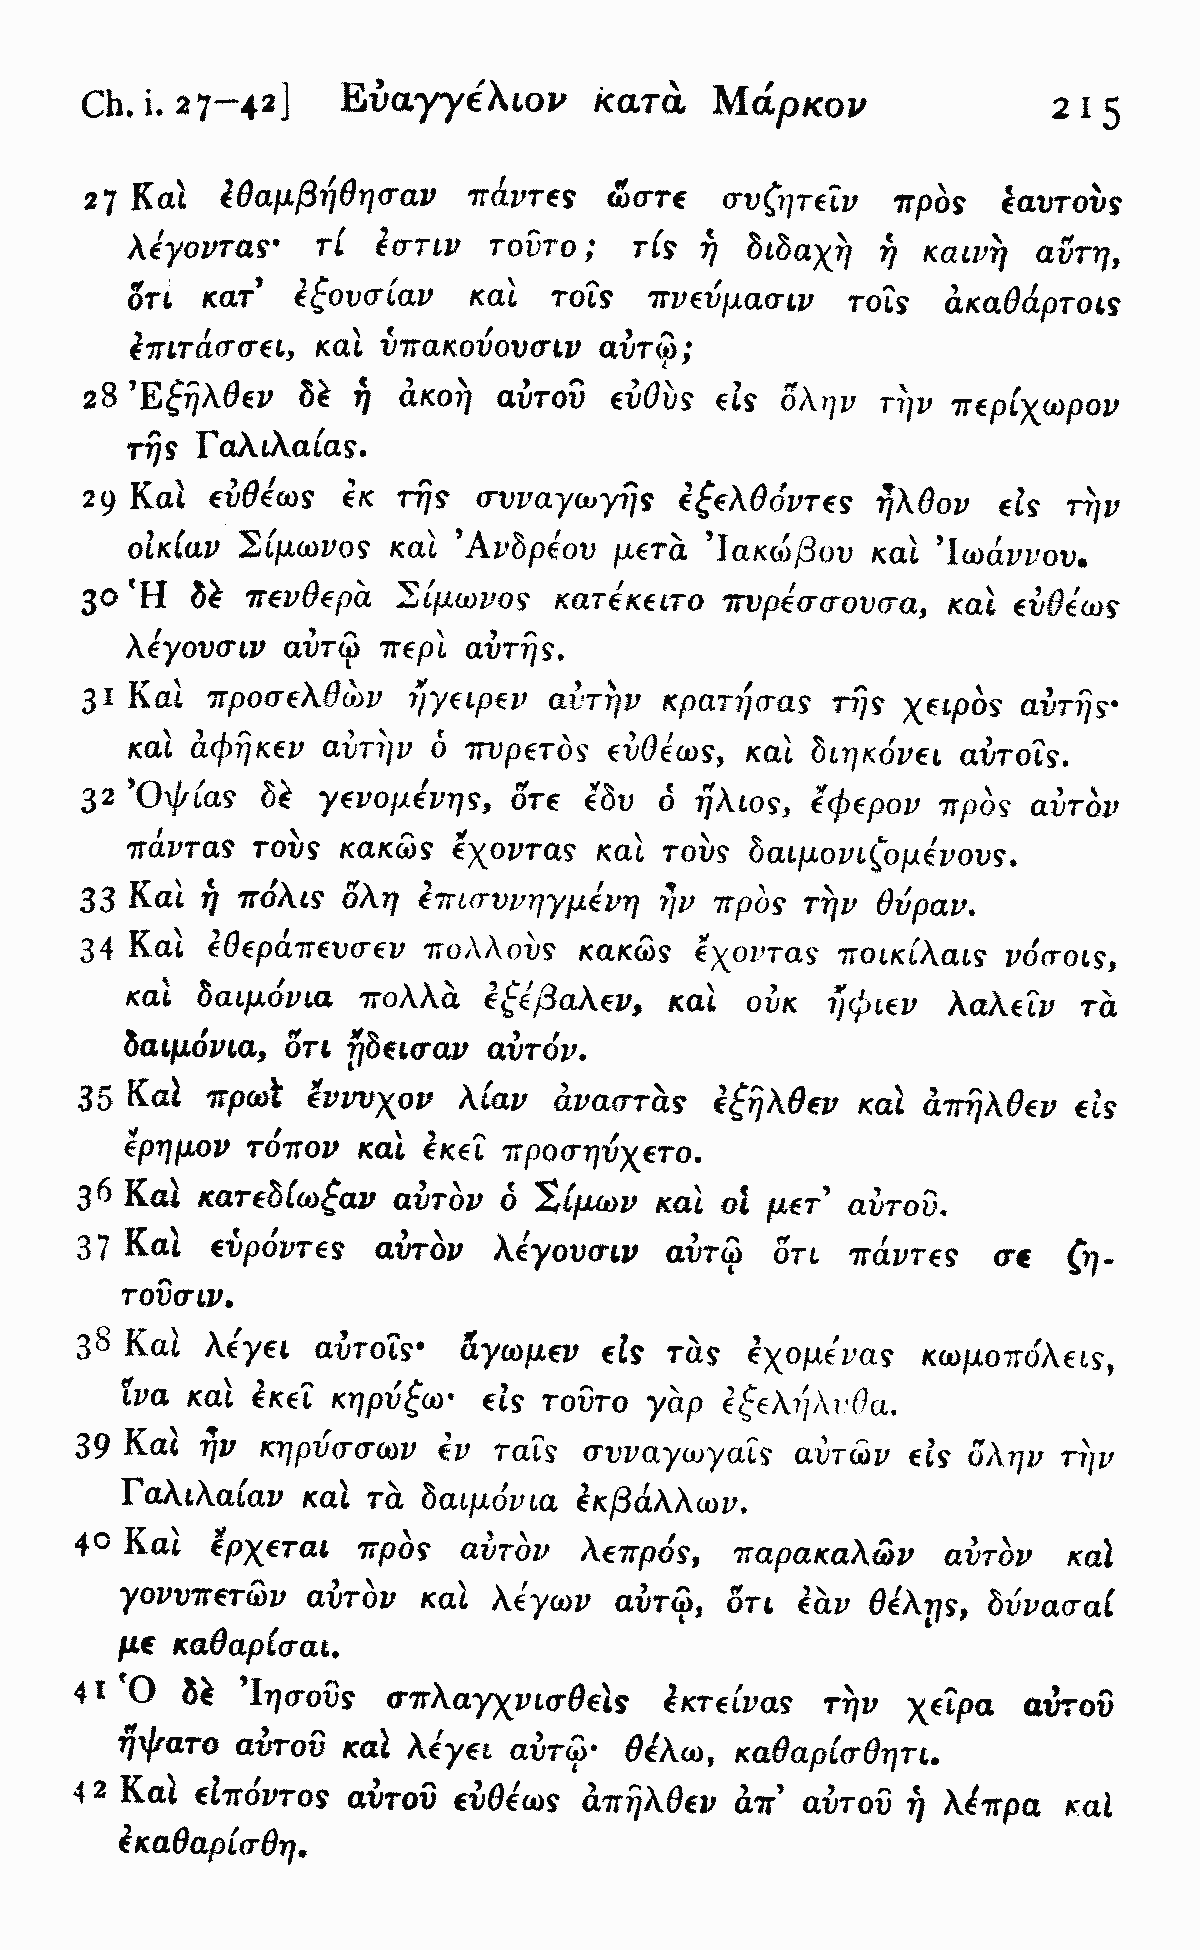 Ch. i. 27—42] Εὐαγγέλιον κατὰ Μάρκον 215
27 Καὶ ἐθαμβήθησαν πάντες ὥστε συζητεῖν πρὸς ἑαυτοὺς
λέγοντας· τί ἐστιν τοῦτο; τίς ἡ διδαχὴ ἡ καινὴ αὕτη,
ὅτι κατ’ ἐξουσίαν καὶ τοῖς πνεύμασιν τοῖς ἀκαθάρτοις
ἐπιτάσσει, καὶ ὑπακούουσιν αὐτῷ;
28 Ἐξῆλθεν δὲ ἡ ἀκοὴ αὐτοῦ εὐθὺς εἰς ὅλην τὴν περίχωρον
τῆς Γαλιλαίας.
29 Καὶ εὐθέως ἐκ τῆς συναγωγῆς ἐξελθόντες ἦλθον εἰς τὴν
οἰκίαν Σίμωνος καὶ Ἀνδρέου μετὰ Ἰακώβου καὶ Ἰωάννου.
30 Ἡ δὲ πενθερὰ Σίμωνος κατέκειτο πυρέσσουσα, καὶ εὐθέως
λέγουσιν αὐτῷ περὶ αὐτῆς.
31 Καὶ προσελθὼν ἤγειρεν αὐτὴν κρατήσας τῆς χειρὸς αὐτῆς·
καὶ ἀφῆκεν αὐτὴν ὁ πυρετὸς εὐθέως, καὶ διηκόνει αὐτοῖς.
32 Ὀψίας δὲ γενομένης, ὅτε ἔδυ ὁ ἥλιος, ἔφερον πρὸς αὐτὸν
πάντας τοὺς κακῶς ἔχοντας καὶ τοὺς δαιμονιζομένους.
33 Καὶ ἡ πόλις ὅλη ἐπισυνηγμένη ἦν πρὸς τὴν θύραν.
34 Καὶ ἐθεράπευσεν πολλοὺς κακῶς ἔχοντας ποικίλαις νόσοις,
καὶ δαιμόνια πολλὰ ἐξέβαλεν, καὶ οὐκ ἤφιεν λαλεῖν τὰ
δαιμόνια, ὅτι ᾔδεισαν αὐτόν.
35 Καὶ πρωῒ ἔννυχον λίαν ἀναστὰς ἐξῆλθεν καὶ ἀπῆλθεν εἰς
ἔρημον τόπον καὶ ἐκεῖ προσηύχετο.
36 Καὶ κατεδίωξαν αὐτὸν ὁ Σίμων καὶ οἱ μετ’ αὐτοῦ.
37 Καὶ εὑρόντες αὐτὸν λέγουσιν αὐτῷ ὅτι πάντες σε ζη-
τοῦσιν.
38 Καὶ λέγει αὐτοῖς· ἄγωμεν εἰς τὰς ἐχομένας κωμοπόλεις,
ἵνα καὶ ἐκεῖ κηρύξω· εἰς τοῦτο γὰρ ἐξελήλυθα.
39 Καὶ ἦν κηρύσσων ἐν ταῖς συναγωγαῖς αὐτῶν εἰς ὅλην τὴν
Γαλιλαίαν καὶ τὰ δαιμόνια ἐκβάλλων.
40 Καὶ ἔρχεται πρὸς αὐτὸν λεπρός, παρακαλῶν αὐτὸν καὶ
γονυπετῶν αὐτὸν καὶ λέγων αὐτῷ, ὅτι ἐὰν θέλῃς, δύνασαί
με καθαρίσαι.
41 Ὁ δὲ Ἰησοῦς σπλαγχνισθεὶς ἐκτείνας τὴν χεῖρα αὐτοῦ
ἥψατο αὐτοῦ καὶ λέγει αὐτῷ· θέλω, καθαρίσθητι.
42 Καὶ εἰπόντος αὐτοῦ εὐθέως ἀπῆλθεν ἀπ’ αὐτοῦ ἡ λέπρα καὶ
ἐκαθαρίσθη.